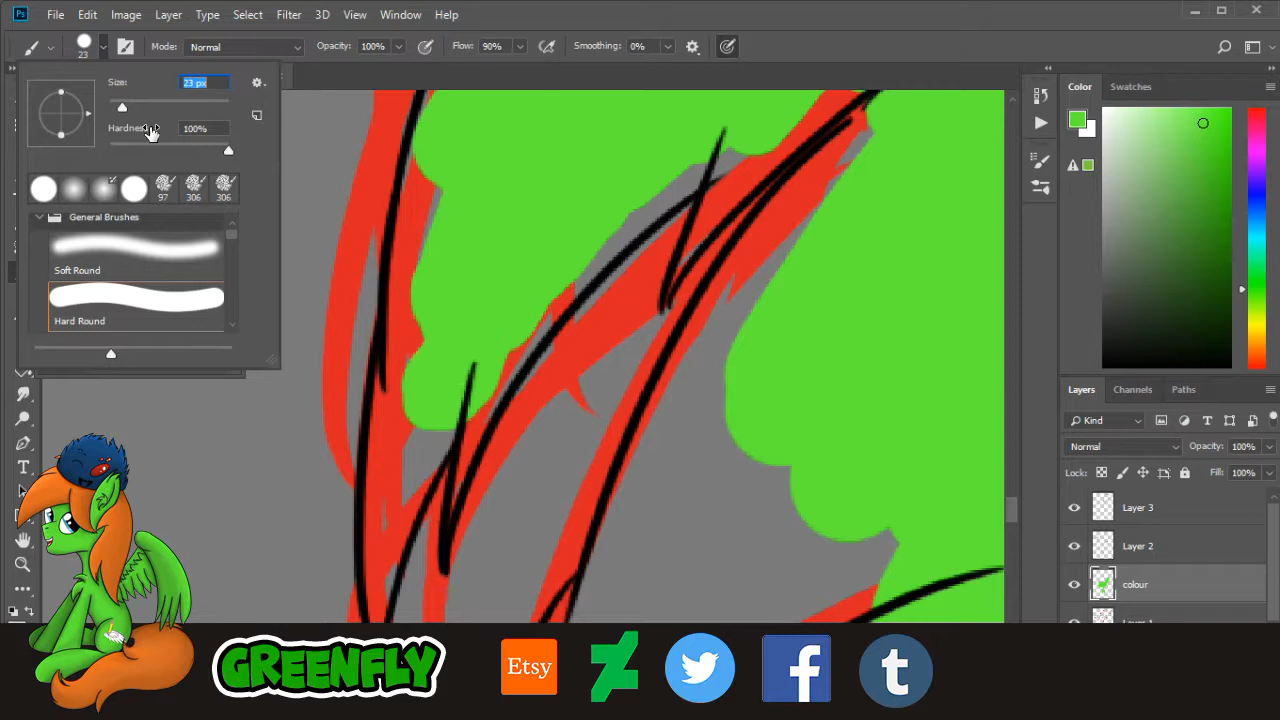 Ps File Edit Image Layer Type Select Filter 3D View Window Help
23 Mode: Normal Opacity: 100% Flow: 90% Smoothing: 0%
Size: 23 px
100%
97 306 306
General Brushes
Soft Round
Hard Round
Color Swatches
Layers Channels Paths
Kind
Normal Opacity: 100%
Lock: Fill: 100%
Layer 3
Layer 2
colour
GREENFLY Etsy f t